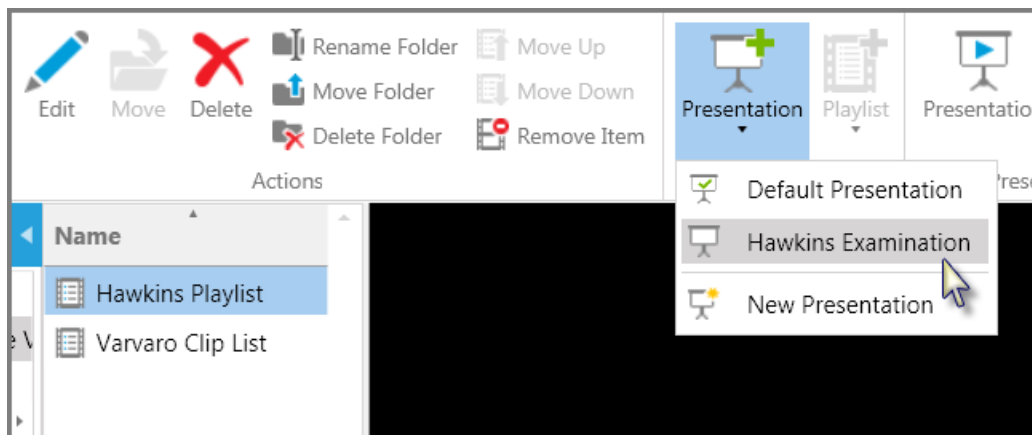 Rename Folder
Move Up
Move Folder
Move Down
Delete Folder
Remove Item
Edit
Move
Delete
Actions
Presentation
Playlist
Presentatio
Default Presentation
Hawkins Examination
New Presentation
Name
Hawkins Playlist
Varvaro Clip List